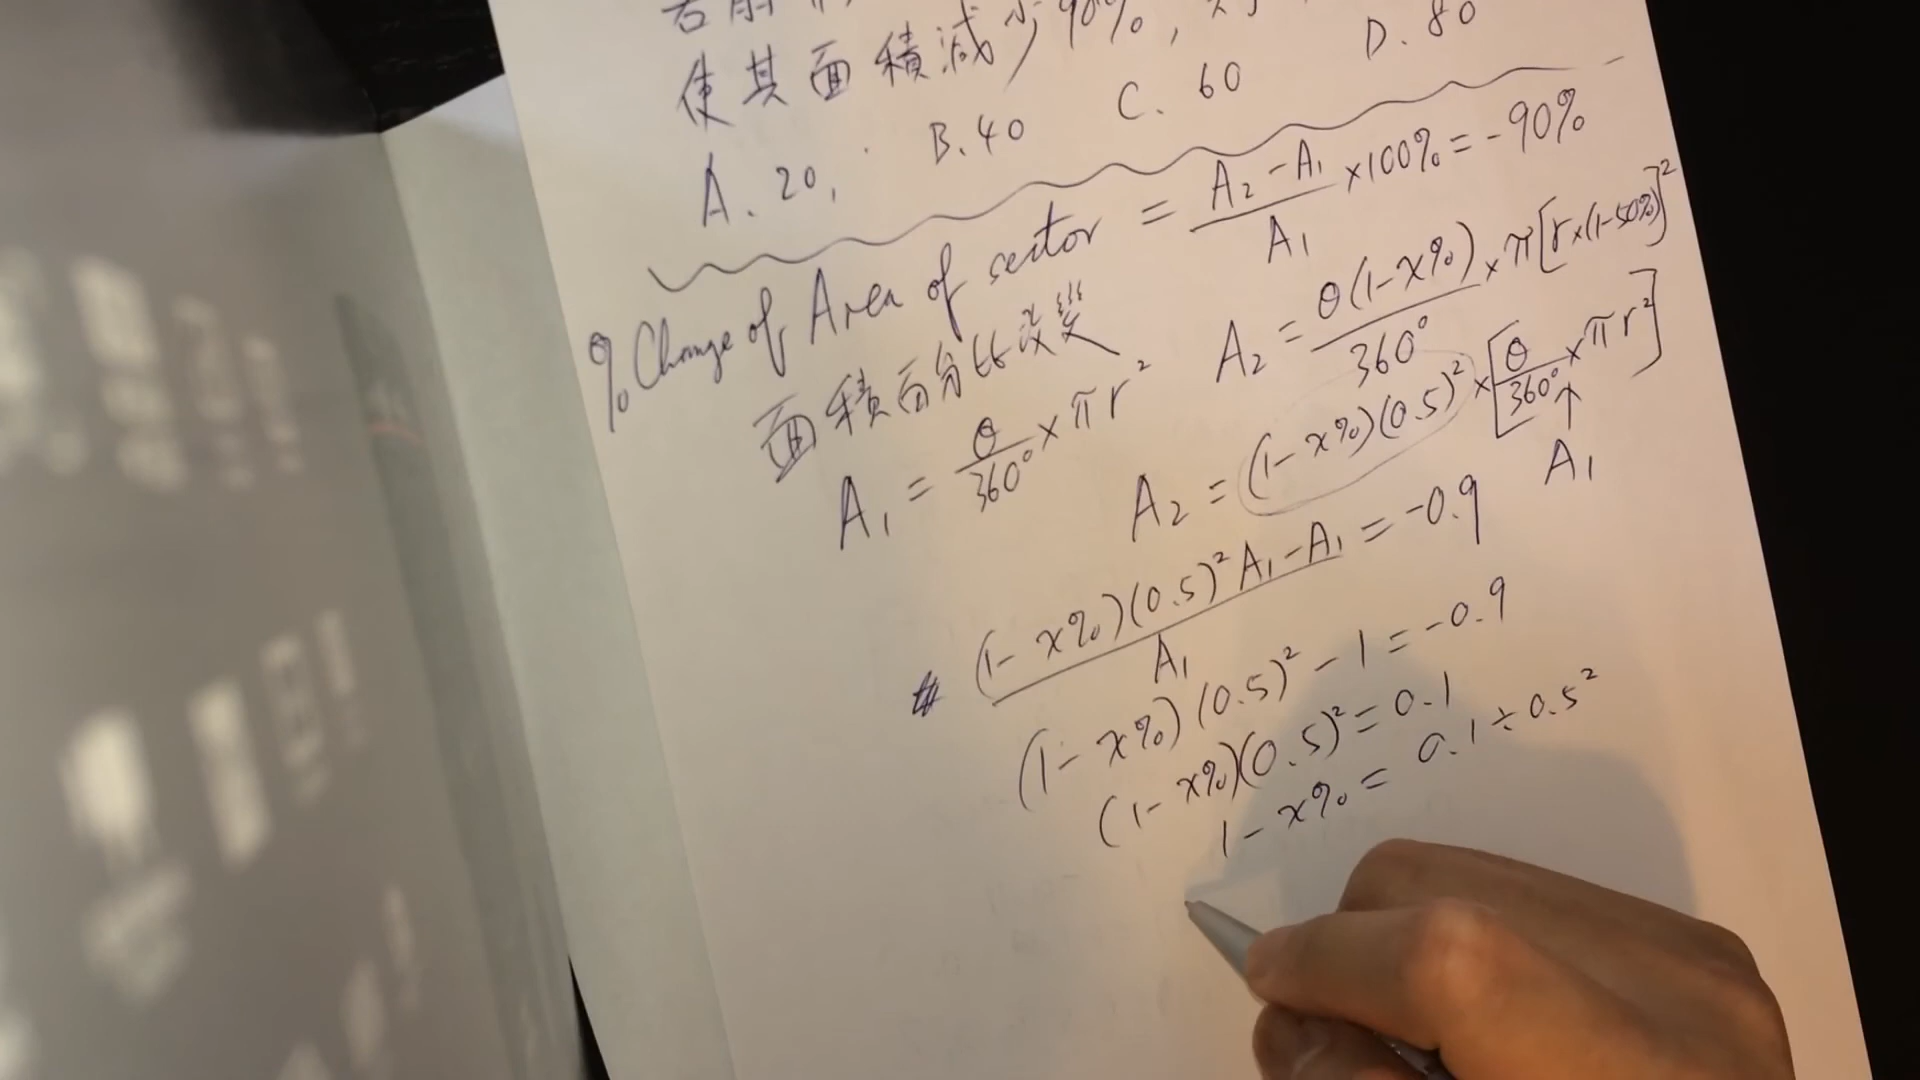 使其面積減少90%,
A. 20, B. 40 C. 60 D. 80
% Change of Area of sector = (A₂ - A₁)/A₁ × 100% = -90%
面積百分比改變
A₁ = θ/360° × πr²
A₂ = θ(1-x%)/360° × π[r×(1-50%)]²
A₂ = (1-x%)(0.5)² × [θ/360° × πr²]
↑
A₁
((1-x%)(0.5)² A₁ - A₁)/A₁ = -0.9
(1-x%)(0.5)² - 1 = -0.9
(1-x%)(0.5)² = 0.1
1-x% = 0.1 ÷ 0.5²